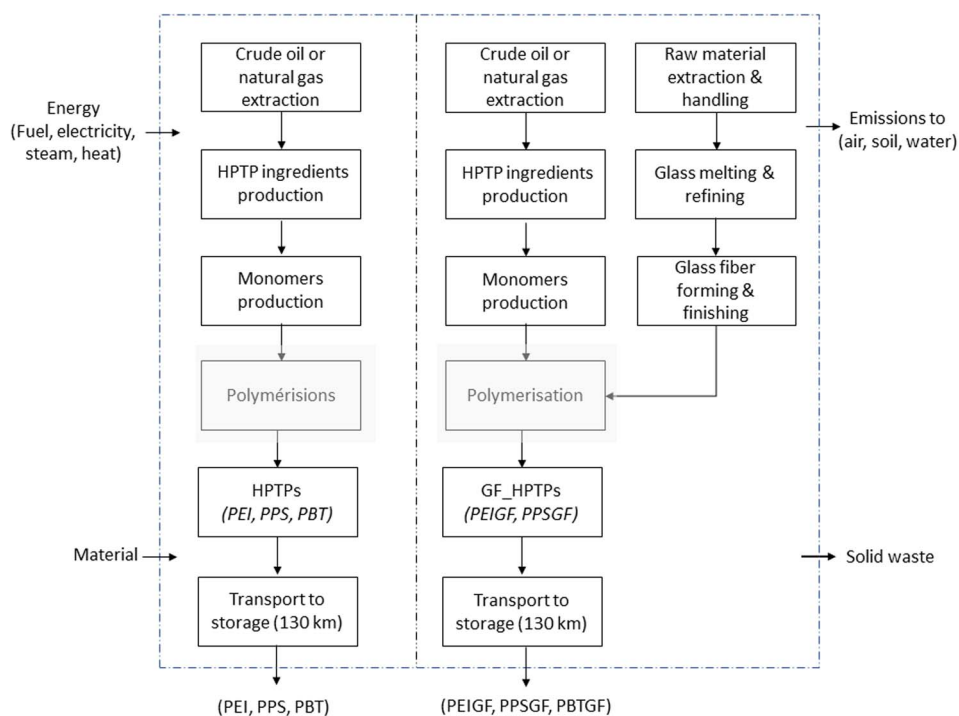 Energy
(Fuel, electricity,
steam, heat)
Material
Crude oil or
natural gas
extraction
HPTP ingredients
production
Monomers
production
Polymérisions
HPTPs
(PEI, PPS, PBT)
Transport to
storage (130 km)
(PEI, PPS, PBT)
Crude oil or
natural gas
extraction
HPTP ingredients
production
Monomers
production
Polymerisation
GF_HPTPs
(PEIGF, PPSGF)
Transport to
storage (130 km)
(PEIGF, PPSGF, PBTGF)
Raw material
extraction &
handling
Glass melting &
refining
Glass fiber
forming &
finishing
Emissions to
(air, soil, water)
Solid waste